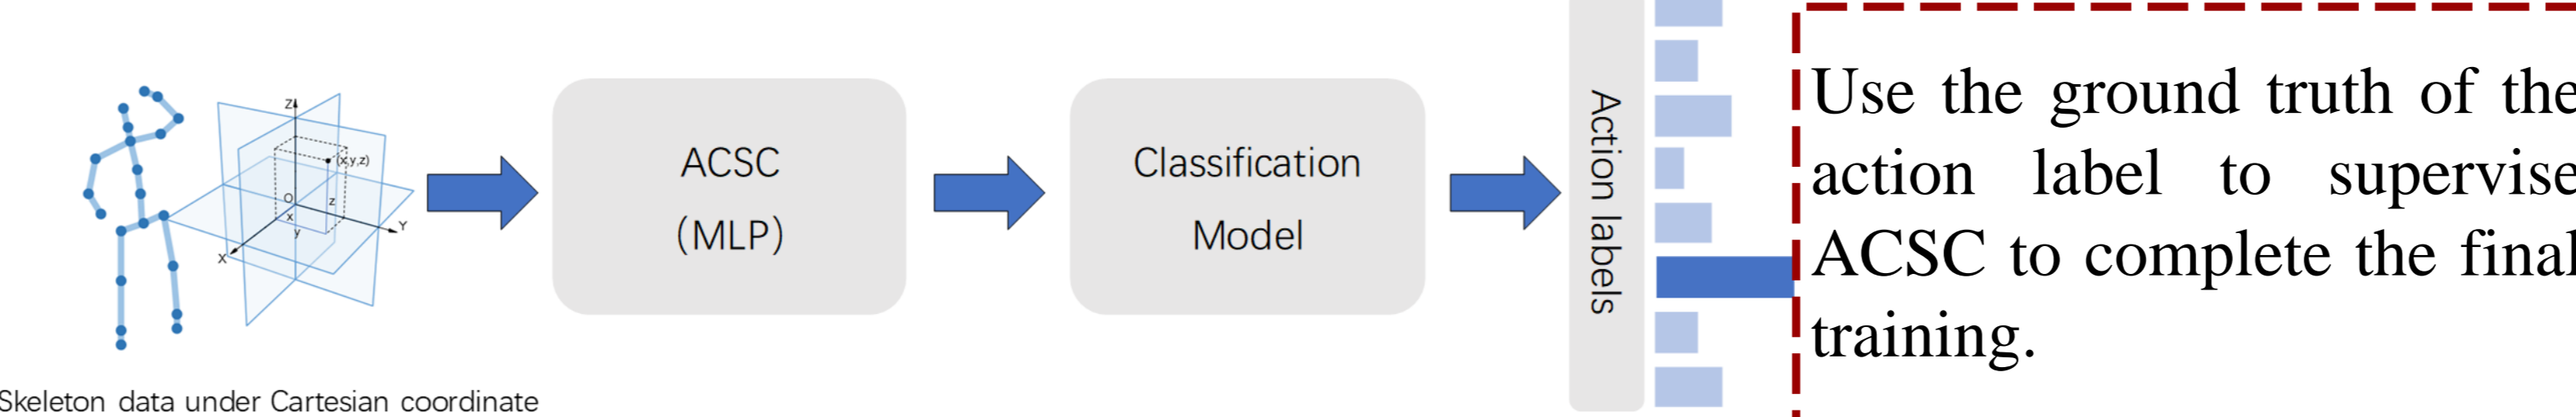 Z
(x,y,z)
O
z
x
y
Y
X
Skeleton data under Cartesian coordinate
ACSC
(MLP)
Classification
Model
Action labels
Use the ground truth of the
action label to supervise
ACSC to complete the final
training.